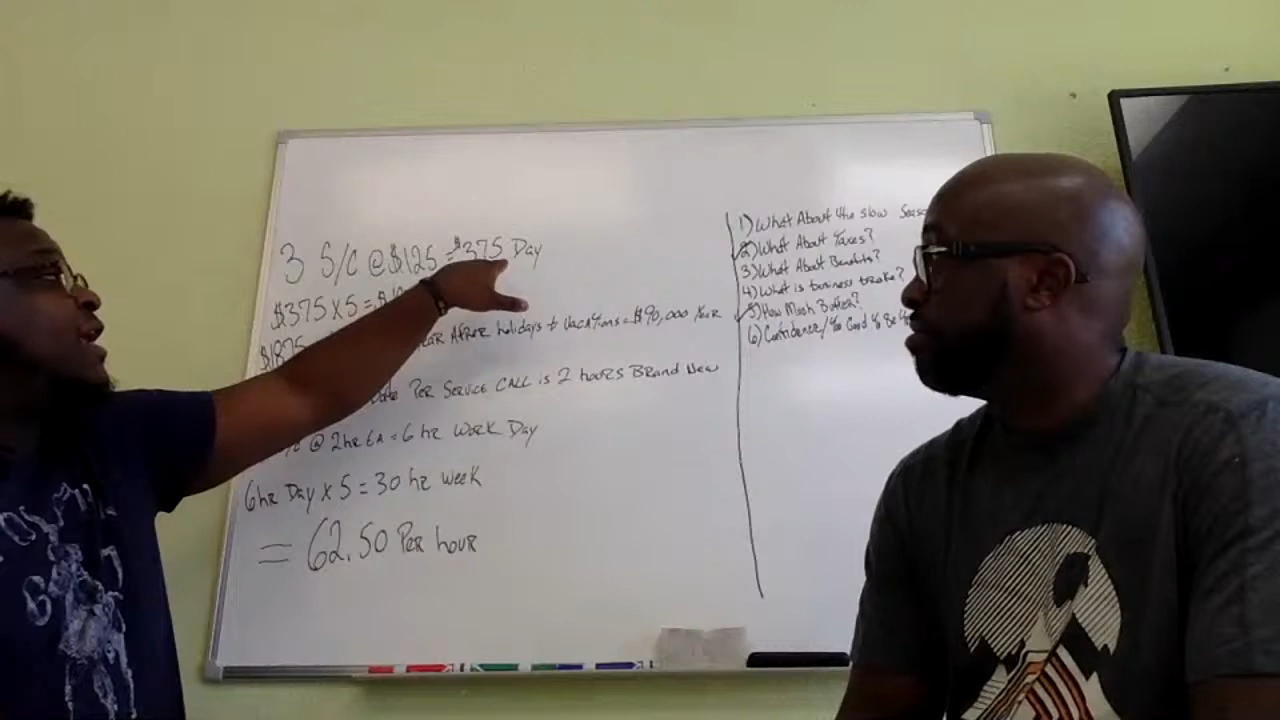 3 S/C @ $125 = $375 Day
$375 x 5 =
$1875
After holidays + Vacations = $90,000 Year
Per Service Call is 2 hours Brand New
@ 2hr EA = 6 hr Work Day
6hr Day x 5 = 30 hr week
= 62.50 Per hour
1) What About the slow
2) What About Taxes?
3) What About Benefits?
4) What is business
5) How Much
6) Confidence/ Good